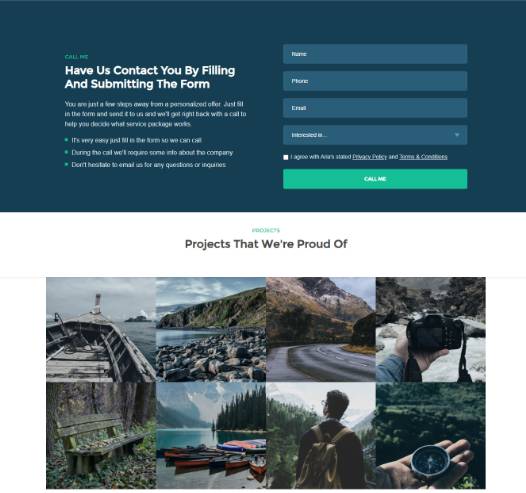 CALL ME
Have Us Contact You By Filling
And Submitting The Form
You are just a few steps away from a personalized offer. Just fill
in the form and send it to us and we'll get right back with a call to
help you decide what service package works.
It's very easy just fill in the form so we can call
During the call we'll require some info about the company
Don't hesitate to email us for any questions or inquiries
Name
Phone
Email
Interested in...
I agree with Aria's stated Privacy Policy and Terms & Conditions
CALL ME
PROJECTS
Projects That We're Proud Of